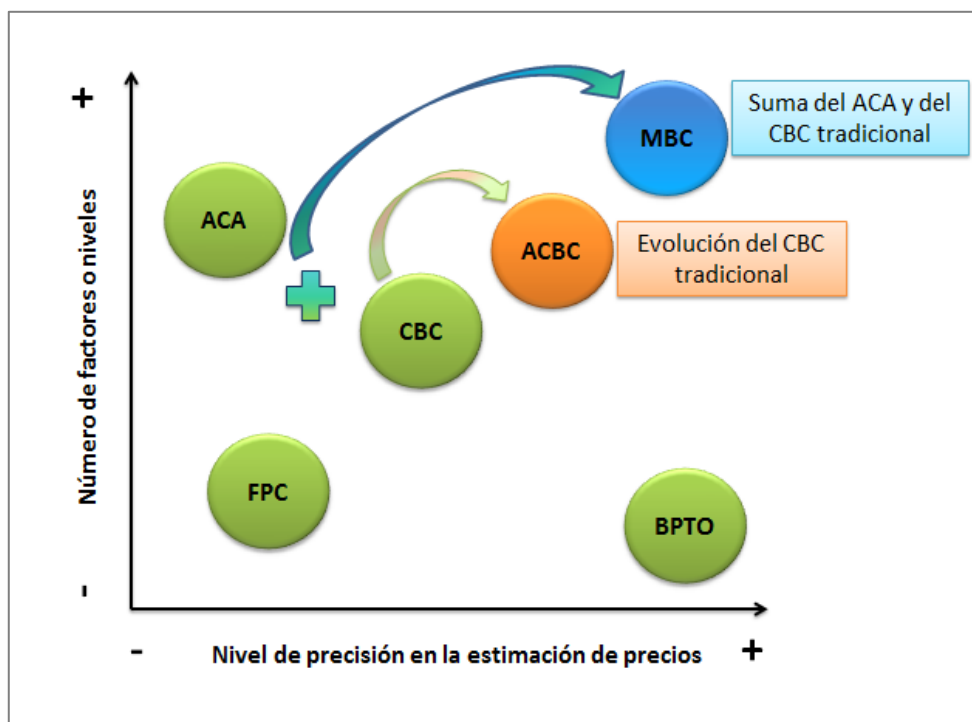 +
MBC
Suma del ACA y del
CBC tradicional
ACA
ACBC
Evolución del CBC
tradicional
CBC
Número de factores o niveles
FPC
BPTO
-
-
Nivel de precisión en la estimación de precios
+